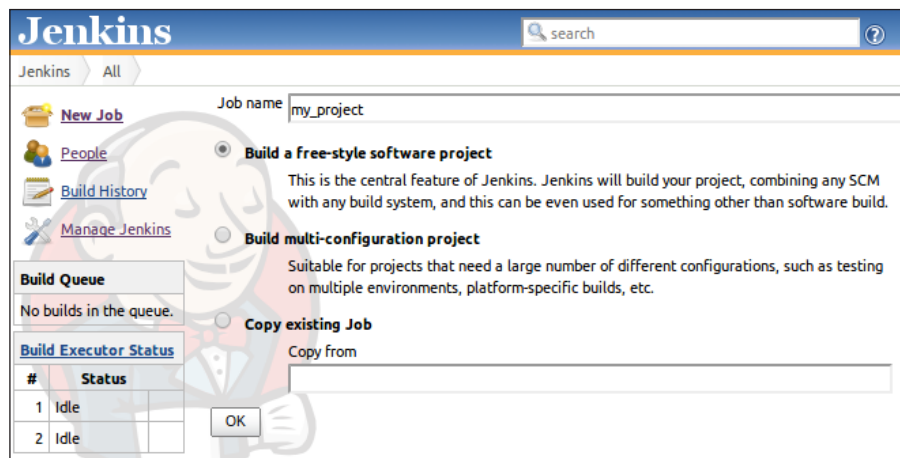 Jenkins
search
Jenkins All
New Job
People
Build History
Manage Jenkins
Build Queue
No builds in the queue.
Build Executor Status
# Status
1 Idle
2 Idle
Job name my_project
Build a free-style software project
This is the central feature of Jenkins. Jenkins will build your project, combining any SCM
with any build system, and this can be even used for something other than software build.
Build multi-configuration project
Suitable for projects that need a large number of different configurations, such as testing
on multiple environments, platform-specific builds, etc.
Copy existing Job
Copy from
OK